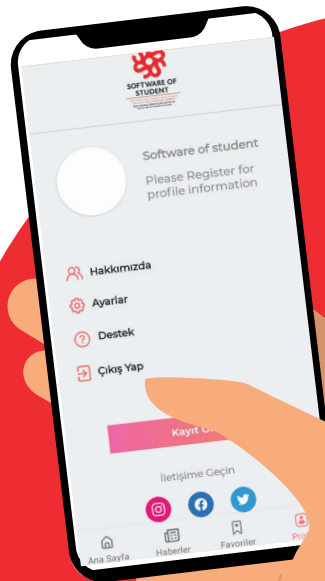 SOFTWARE OF
STUDENT
Software of student
Please Register for
profile information
Hakkımızda
Ayarlar
Destek
Çıkış Yap
Kayıt
İletişime Geçin
Ana Sayfa
Haberler
Favoriler